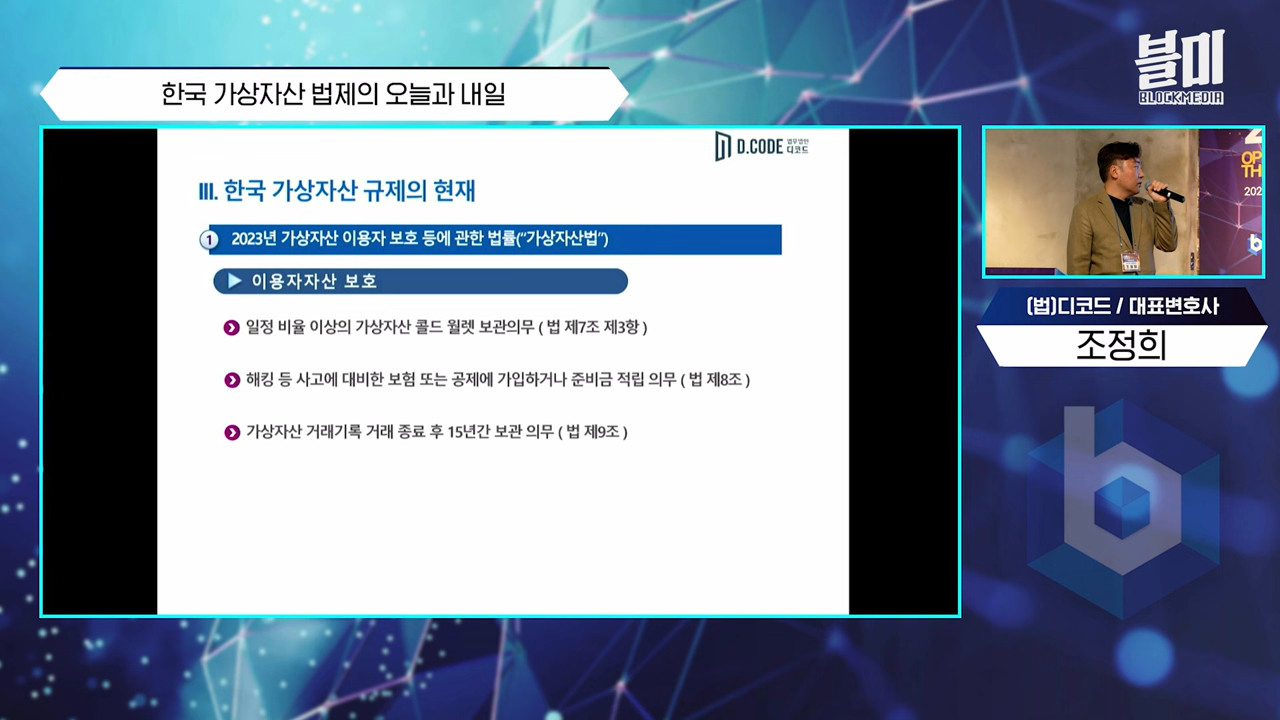 블미
BLOCKMEDIA
한국 가상자산 법제의 오늘과 내일
D.CODE 법무법인 디코드
III. 한국 가상자산 규제의 현재
1 2023년 가상자산 이용자 보호 등에 관한 법률(“가상자산법”)
이용자자산 보호
일정 비율 이상의 가상자산 콜드 월렛 보관의무 ( 법 제7조 제3항 )
해킹 등 사고에 대비한 보험 또는 공제에 가입하거나 준비금 적립 의무 ( 법 제8조 )
가상자산 거래기록 거래 종료 후 15년간 보관 의무 ( 법 제9조 )
OP
TH
202
(법)디코드 / 대표변호사
조정희